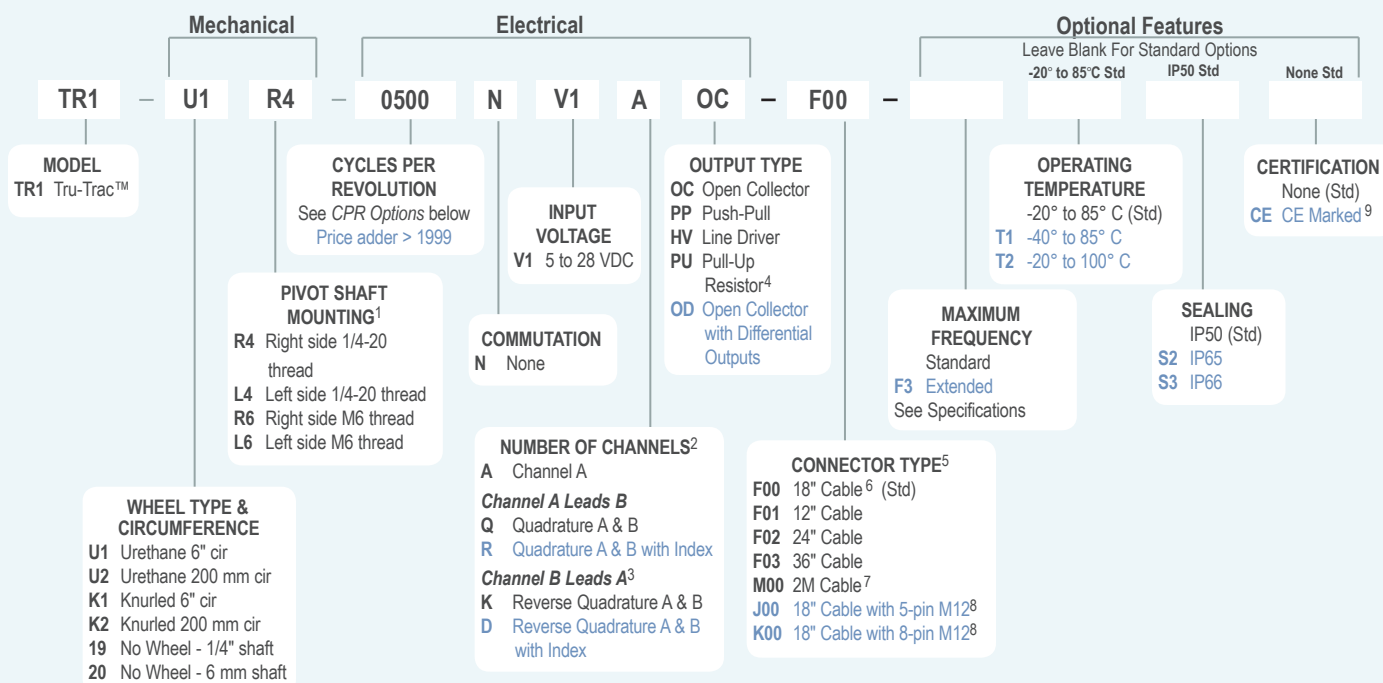 Mechanical
Electrical
Optional Features
Leave Blank For Standard Options
-20° to 85°C Std
IP50 Std
None Std
TR1 – U1 R4 – 0500 N V1 A OC – F00 –
MODEL
TR1 Tru-Trac™
CYCLES PER
REVOLUTION
See CPR Options below
Price adder > 1999
INPUT
VOLTAGE
V1 5 to 28 VDC
OUTPUT TYPE
OC Open Collector
PP Push-Pull
HV Line Driver
PU Pull-Up
Resistor4
OD Open Collector
with Differential
Outputs
OPERATING
TEMPERATURE
-20° to 85° C (Std)
T1 -40° to 85° C
T2 -20° to 100° C
CERTIFICATION
None (Std)
CE CE Marked 9
PIVOT SHAFT
MOUNTING1
R4 Right side 1/4-20
thread
L4 Left side 1/4-20 thread
R6 Right side M6 thread
L6 Left side M6 thread
COMMUTATION
N None
MAXIMUM
FREQUENCY
Standard
F3 Extended
See Specifications
SEALING
IP50 (Std)
S2 IP65
S3 IP66
WHEEL TYPE &
CIRCUMFERENCE
U1 Urethane 6" cir
U2 Urethane 200 mm cir
K1 Knurled 6" cir
K2 Knurled 200 mm cir
19 No Wheel - 1/4" shaft
20 No Wheel - 6 mm shaft
NUMBER OF CHANNELS2
A Channel A
Channel A Leads B
Q Quadrature A & B
R Quadrature A & B with Index
Channel B Leads A3
K Reverse Quadrature A & B
D Reverse Quadrature A & B
with Index
CONNECTOR TYPE5
F00 18" Cable 6 (Std)
F01 12" Cable
F02 24" Cable
F03 36" Cable
M00 2M Cable7
J00 18" Cable with 5-pin M128
K00 18" Cable with 8-pin M128